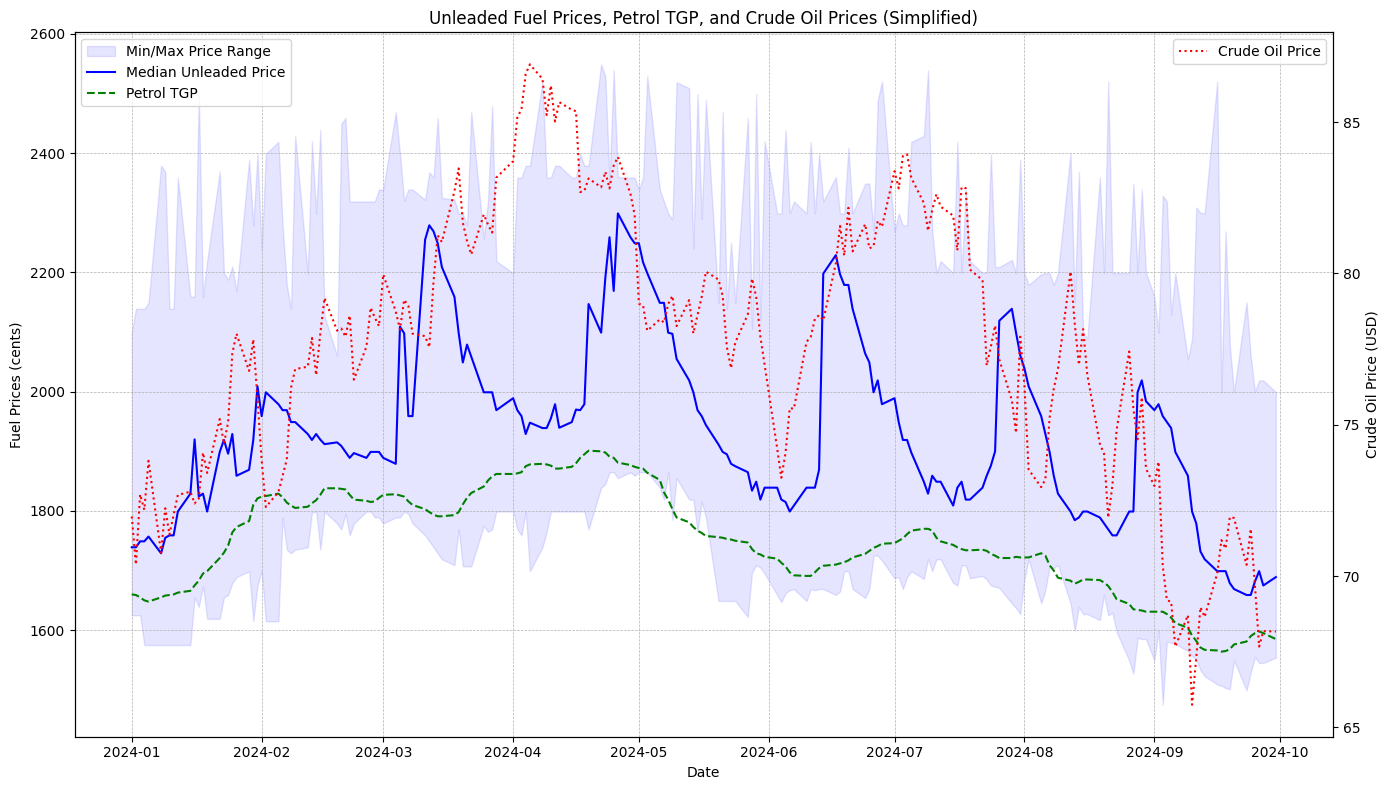 Unleaded Fuel Prices, Petrol TGP, and Crude Oil Prices (Simplified)
Min/Max Price Range
Median Unleaded Price
Petrol TGP
Crude Oil Price
Fuel Prices (cents)
2600
2400
2200
2000
1800
1600
85
80
75
70
65
Crude Oil Price (USD)
2024-01
2024-02
2024-03
2024-04
2024-05
2024-06
2024-07
2024-08
2024-09
2024-10
Date